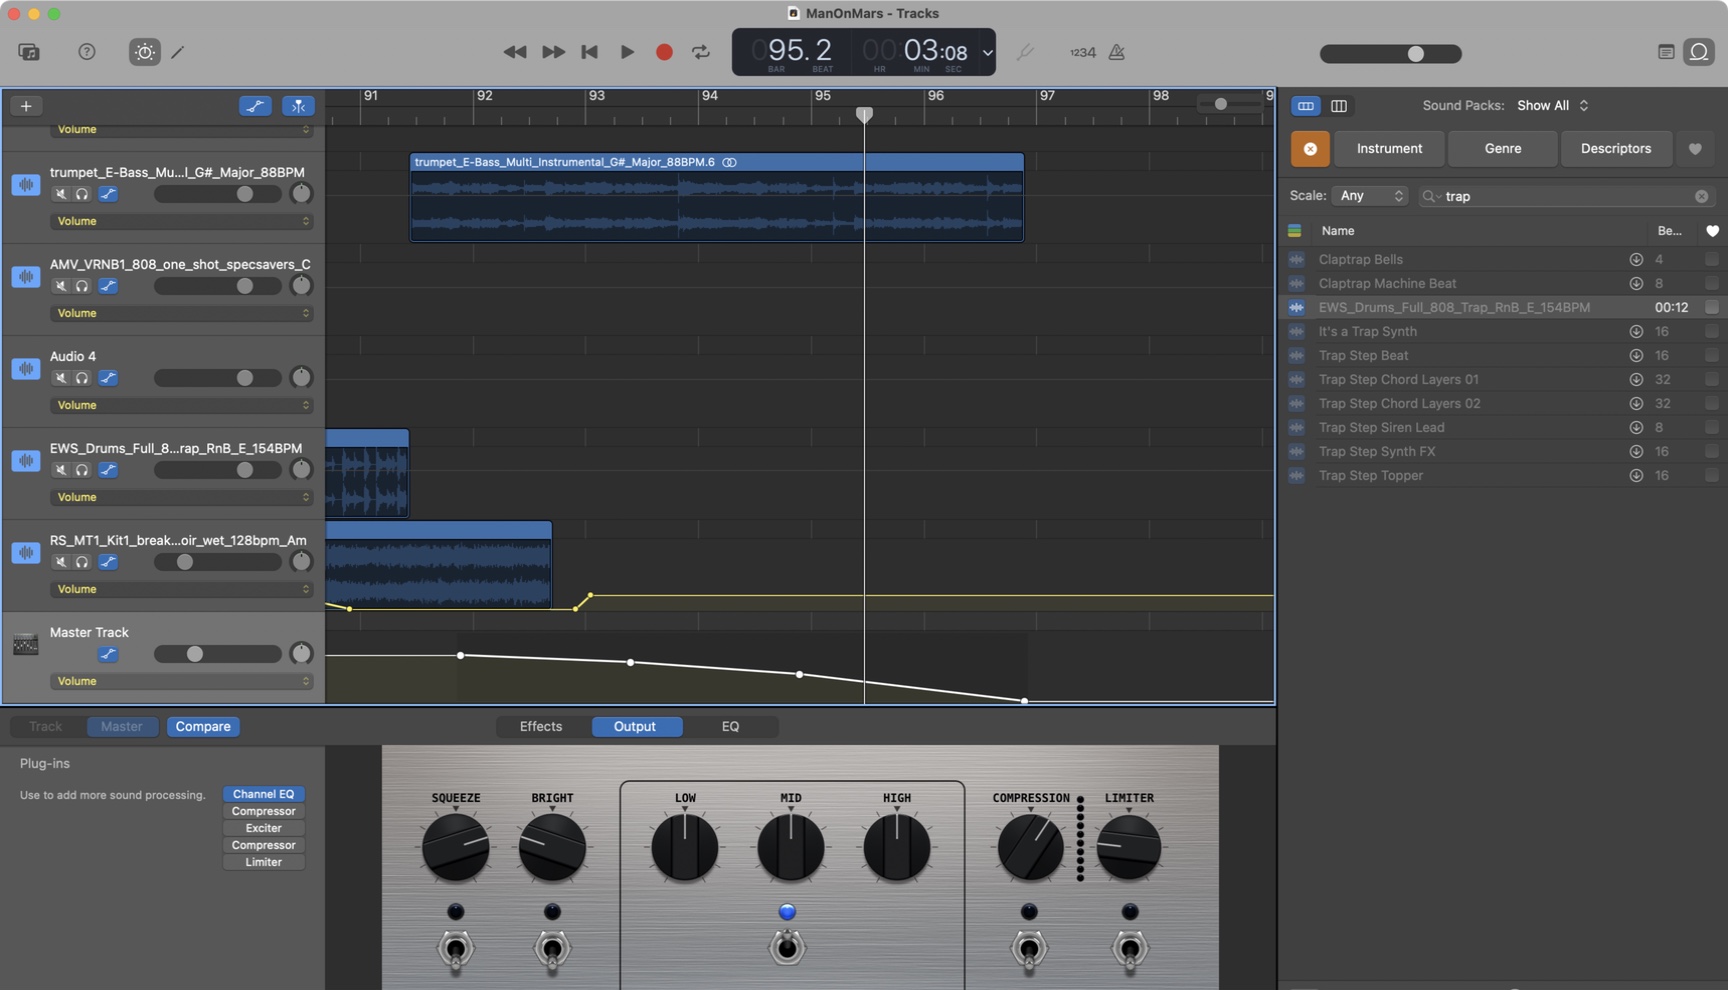 ManOnMars - Tracks
095.2 00:03:08
BAR BEAT HR MIN SEC
1234
91 92 93 94 95 96 97 98 9
Sound Packs: Show All
Instrument Genre Descriptors
Scale: Any trap
Name Be...
Claptrap Bells 4
Claptrap Machine Beat 8
EWS_Drums_Full_808_Trap_RnB_E_154BPM 00:12
It's a Trap Synth 16
Trap Step Beat 16
Trap Step Chord Layers 01 32
Trap Step Chord Layers 02 32
Trap Step Siren Lead 8
Trap Step Synth FX 16
Trap Step Topper 16
Volume
trumpet_E-Bass_Mu...l_G#_Major_88BPM
Volume
trumpet_E-Bass_Multi_Instrumental_G#_Major_88BPM.6
AMV_VRNB1_808_one_shot_specsavers_C
Volume
Audio 4
Volume
EWS_Drums_Full_8...rap_RnB_E_154BPM
Volume
RS_MT1_Kit1_break...oir_wet_128bpm_Am
Volume
Master Track
Volume
Track Master Compare
Effects Output EQ
Plug-ins
Use to add more sound processing.
Channel EQ
Compressor
Exciter
Compressor
Limiter
SQUEEZE BRIGHT LOW MID HIGH COMPRESSION LIMITER